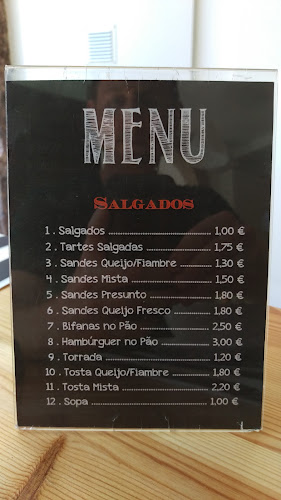 MENU
SALGADOS
1 . Salgados ........................ 1,00 €
2 . Tartes Salgadas ........................ 1,75 €
3 . Sandes Queijo/Fiambre ........................ 1,30 €
4 . Sandes Mista ........................ 1,50 €
5 . Sandes Presunto ........................ 1,80 €
6 . Sandes Queijo Fresco ........................ 1,80 €
7 . Bifanas no Pão ........................ 2,50 €
8 . Hambúrguer no Pão ........................ 3,00 €
9 . Torrada ........................ 1,20 €
10 . Tosta Queijo/Fiambre ........................ 1,80 €
11 . Tosta Mista ........................ 2,20 €
12 . Sopa ........................ 1,00 €